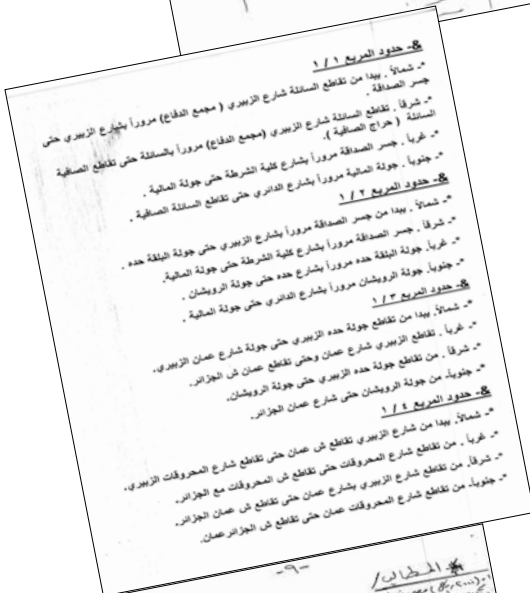 &- حدود المربع ١ / ١
*- شمالاً . يبدا من تقاطع السائلة شارع الزبيري ( مجمع الدفاع) مروراً بشارع الزبيري حتى
جسر الصداقة .
*- شرقاً . تقاطع السائلة شارع الزبيري (مجمع الدفاع) مروراً بالسائلة حتى تقاطع الصافية
السائلة ( حراج الصافية ).
*- غرباً . جسر الصداقة مروراً بشارع كلية الشرطة حتى جولة المالية .
*- جنوباً . جولة المالية مروراً بشارع الدائري حتى تقاطع السائلة الصافية .
&- حدود المربع ٢ / ١
*- شمالاً . يبدا من جسر الصداقة مروراً بشارع الزبيري حتى جولة البلقة حده .
*- شرقاً . جسر الصداقة مروراً بشارع كلية الشرطة حتى جولة المالية.
*- غرباً. جولة البلقة حده مروراً بشارع حده حتى جولة الرويشان .
*- جنوباً. جولة الرويشان مروراً بشارع الدائري حتى جولة المالية .
&- حدود المربع ٣ / ١
*- شمالاً. يبدا من تقاطع جولة حده الزبيري حتى جولة شارع عمان الزبيري.
*- غرباً . تقاطع الزبيري شارع عمان وحتى تقاطع عمان ش الجزائر.
*- شرقاً . من تقاطع جولة حده الزبيري حتى جولة الرويشان.
*- جنوباً. من جولة الرويشان حتى شارع عمان الجزائر.
&- حدود المربع ٤ / ١
*- شمالاً. يبدا من شارع الزبيري تقاطع ش عمان حتى تقاطع شارع المحروقات الزبيري.
*- غرباً . من تقاطع شارع المحروقات حتى تقاطع ش المحروقات مع الجزائر.
*- شرقاً. من تقاطع شارع الزبيري بشارع عمان حتى تقاطع ش عمان الجزائر.
*- جنوباً. من تقاطع شارع المحروقات عمان حتى تقاطع ش الجزائرعمان.
-٩-